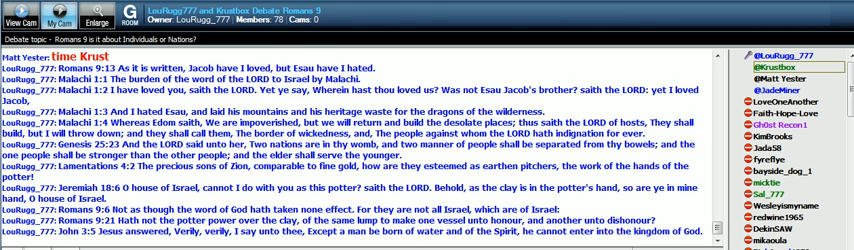 LouRugg_777 and Krustbox Debate Romans 9
Owner: LouRugg_777 | Members: 78 | Cams: 0
View Cam
My Cam
Enlarge
G
ROOM
Debate topic - Romans 9 is it about Individuals or Nations?
Matt Yester: time Krust
LouRugg_777: Romans 9:13 As it is written, Jacob have I loved, but Esau have I hated.
LouRugg_777: Malachi 1:1 The burden of the word of the LORD to Israel by Malachi.
LouRugg_777: Malachi 1:2 I have loved you, saith the LORD. Yet ye say, Wherein hast thou loved us? Was not Esau Jacob's brother? saith the LORD: yet I loved
Jacob,
LouRugg_777: Malachi 1:3 And I hated Esau, and laid his mountains and his heritage waste for the dragons of the wilderness.
LouRugg_777: Malachi 1:4 Whereas Edom saith, We are impoverished, but we will return and build the desolate places; thus saith the LORD of hosts, They shall
build, but I will throw down; and they shall call them, The border of wickedness, and, The people against whom the LORD hath indignation for ever.
LouRugg_777: Genesis 25:23 And the LORD said unto her, Two nations are in thy womb, and two manner of people shall be separated from thy bowels; and the
one people shall be stronger than the other people; and the elder shall serve the younger.
LouRugg_777: Lamentations 4:2 The precious sons of Zion, comparable to fine gold, how are they esteemed as earthen pitchers, the work of the hands of the
potter!
LouRugg_777: Jeremiah 18:6 O house of Israel, cannot I do with you as this potter? saith the LORD. Behold, as the clay is in the potter's hand, so are ye in mine
hand, O house of Israel.
LouRugg_777: Romans 9:6 Not as though the word of God hath taken none effect. For they are not all Israel, which are of Israel:
LouRugg_777: Romans 9:21 Hath not the potter power over the clay, of the same lump to make one vessel unto honour, and another unto dishonour?
LouRugg_777: John 3:5 Jesus answered, Verily, verily, I say unto thee, Except a man be born of water and of the Spirit, he cannot enter into the kingdom of God.
@LouRugg_777
@Krustbox
@Matt Yester
@JadeMiner
LoveOneAnother
Faith-Hope-Love
Gh0st Recon1
KimBrooks
Jada58
fyreflye
bayside_dog_1
micktie
Sal_777
Wesleyismyname
redwine1965
DekinSAW
mikaoula